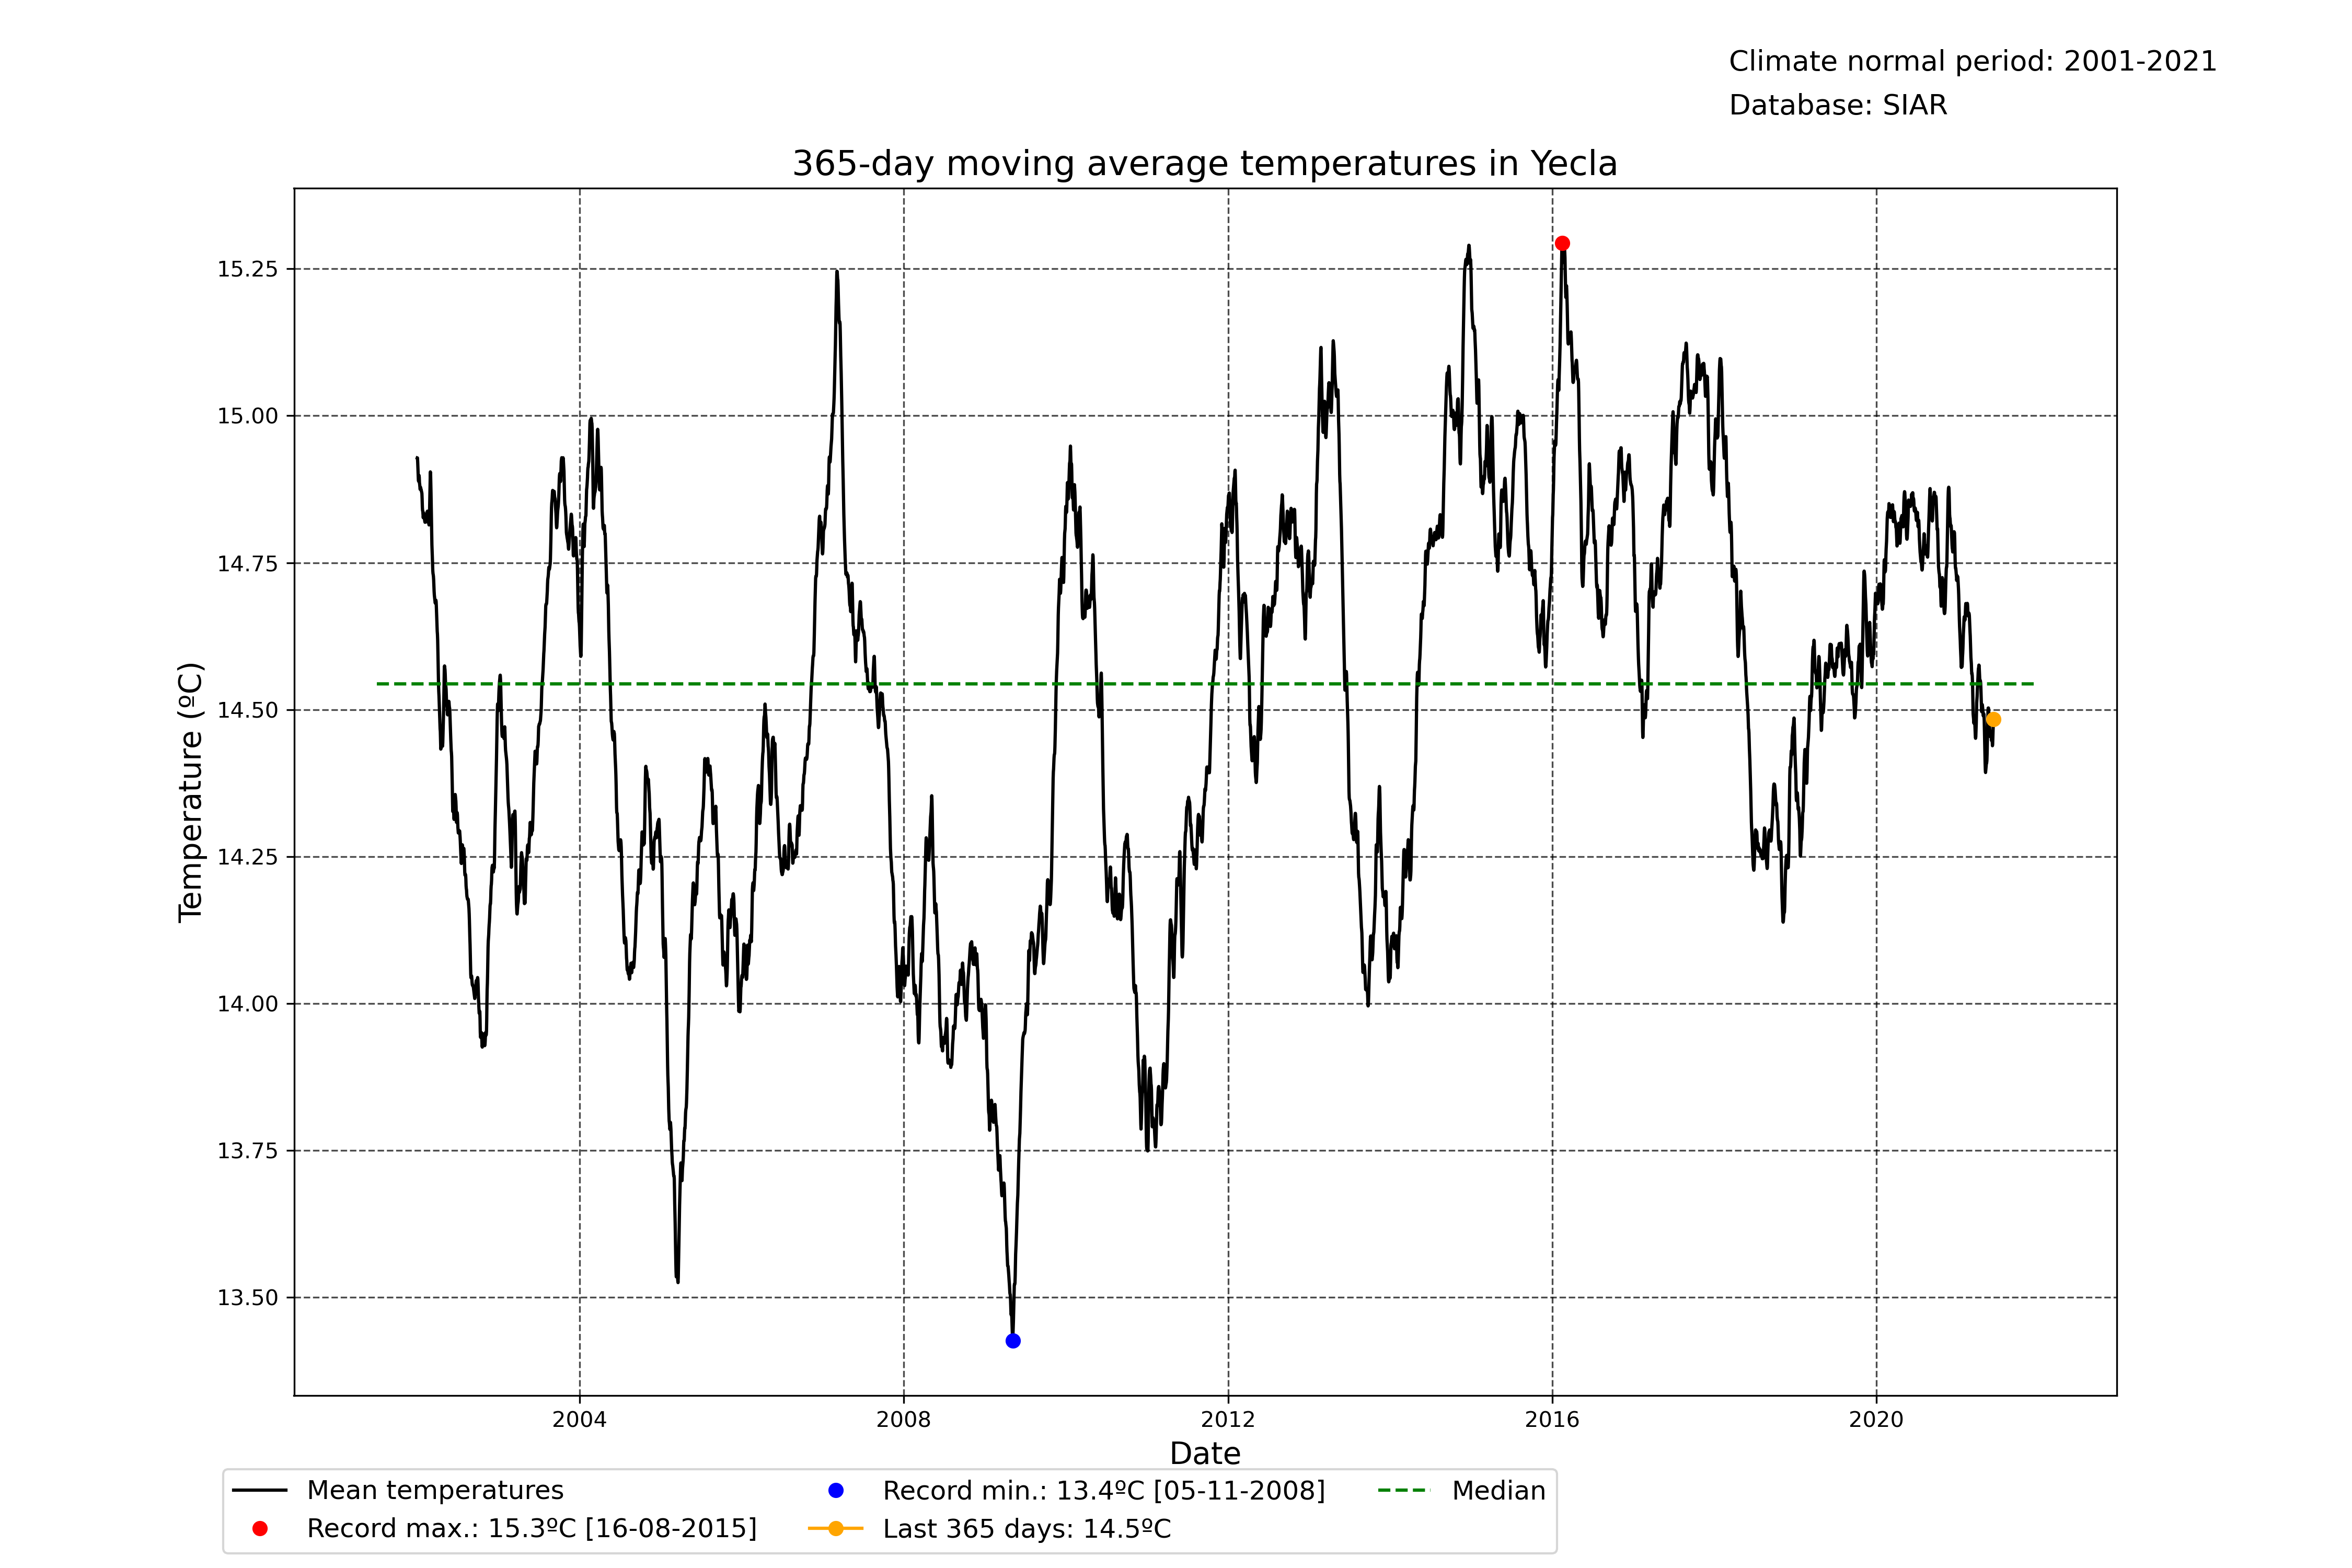 Climate normal period: 2001-2021
Database: SIAR
365-day moving average temperatures in Yecla
Temperature (ºC)
15.25
15.00
14.75
14.50
14.25
14.00
13.75
13.50
2004
2008
2012
2016
2020
Date
Mean temperatures
Record max.: 15.3ºC [16-08-2015]
Record min.: 13.4ºC [05-11-2008]
Last 365 days: 14.5ºC
Median